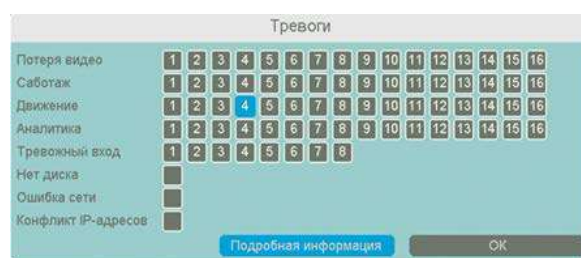 Тревоги
Потеря видео 1 2 3 4 5 6 7 8 9 10 11 12 13 14 15 16
Саботаж 1 2 3 4 5 6 7 8 9 10 11 12 13 14 15 16
Движение 1 2 3 4 5 6 7 8 9 10 11 12 13 14 15 16
Аналитика 1 2 3 4 5 6 7 8 9 10 11 12 13 14 15 16
Тревожный вход 1 2 3 4 5 6 7 8
Нет диска
Ошибка сети
Конфликт IP-адресов
Подробная информация OK